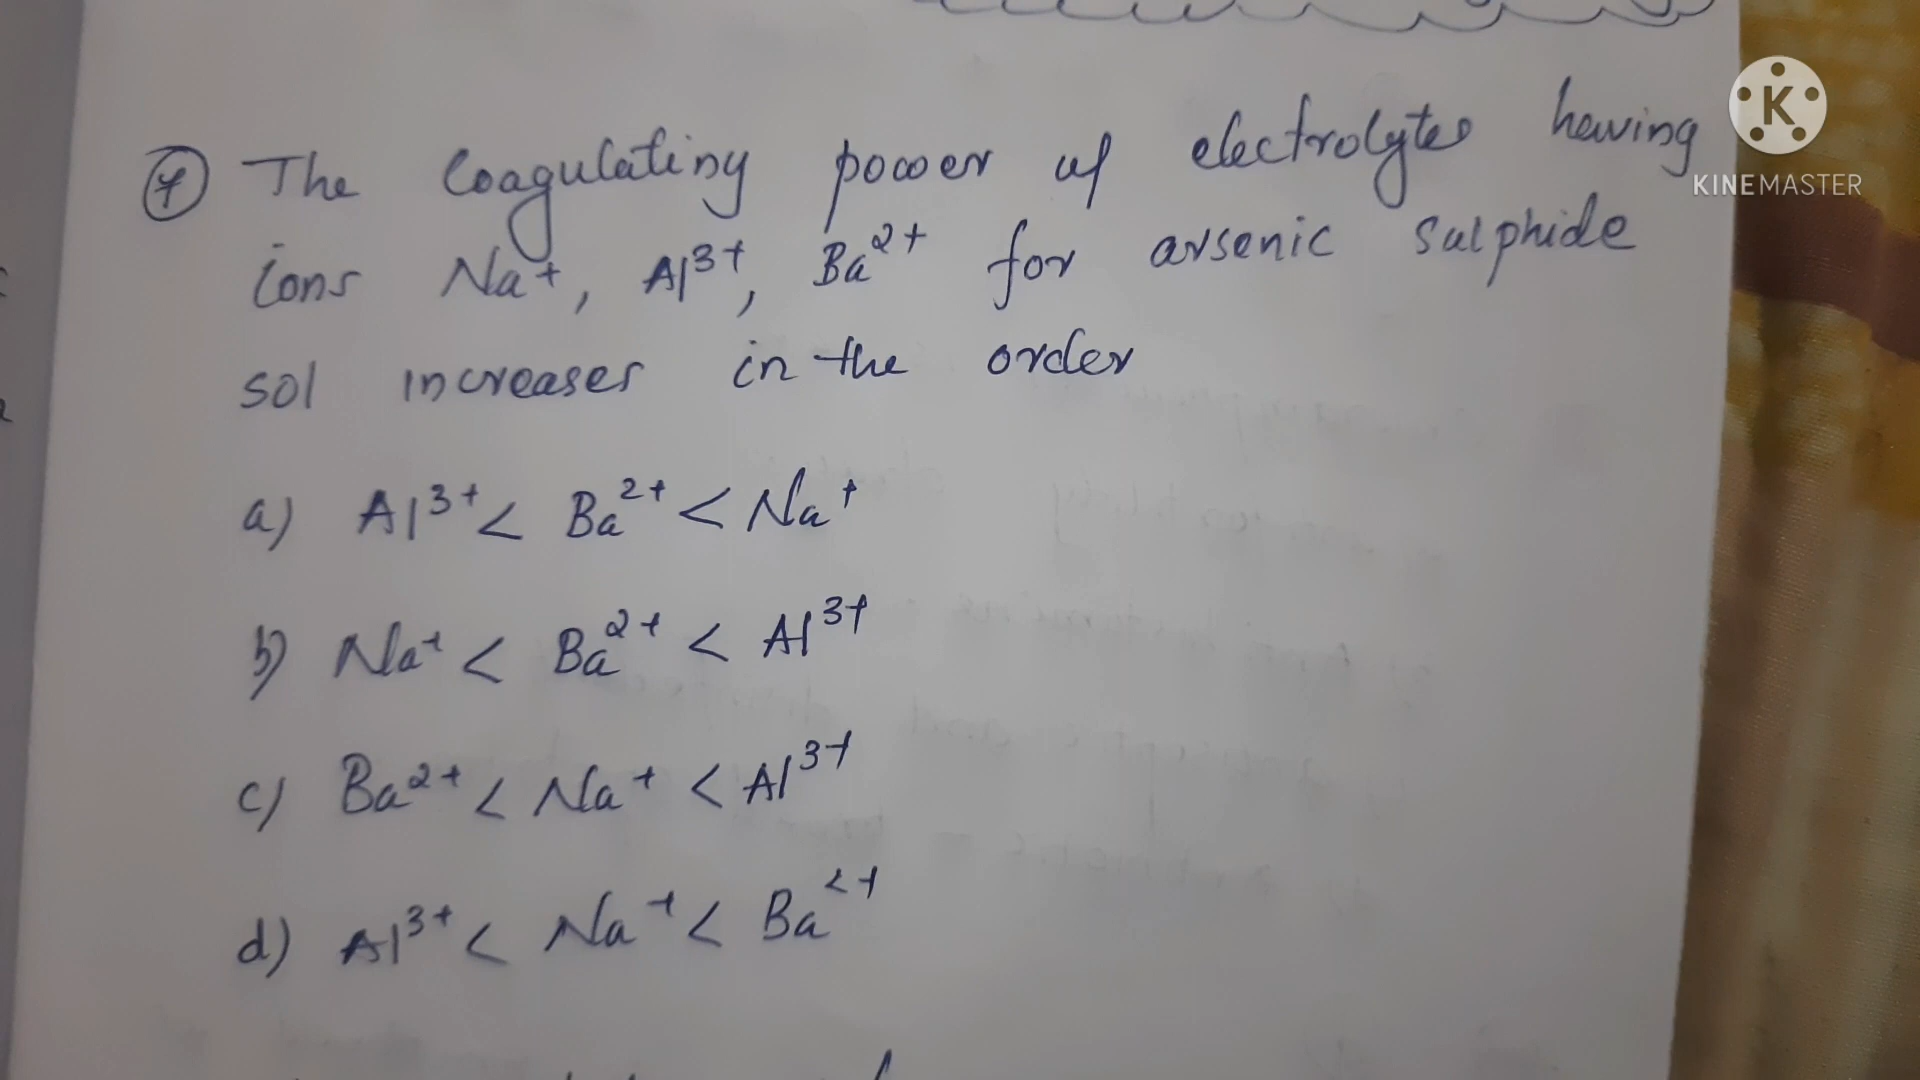 ⑦ The Coagulating power of electrolytes having
ions Na⁺, Al³⁺, Ba²⁺ for arsenic sulphide
sol increases in the order
a) Al³⁺ < Ba²⁺ < Na⁺
b) Na⁺ < Ba²⁺ < Al³⁺
c) Ba²⁺ < Na⁺ < Al³⁺
d) Al³⁺ < Na⁺ < Ba²⁺
K
KINEMASTER